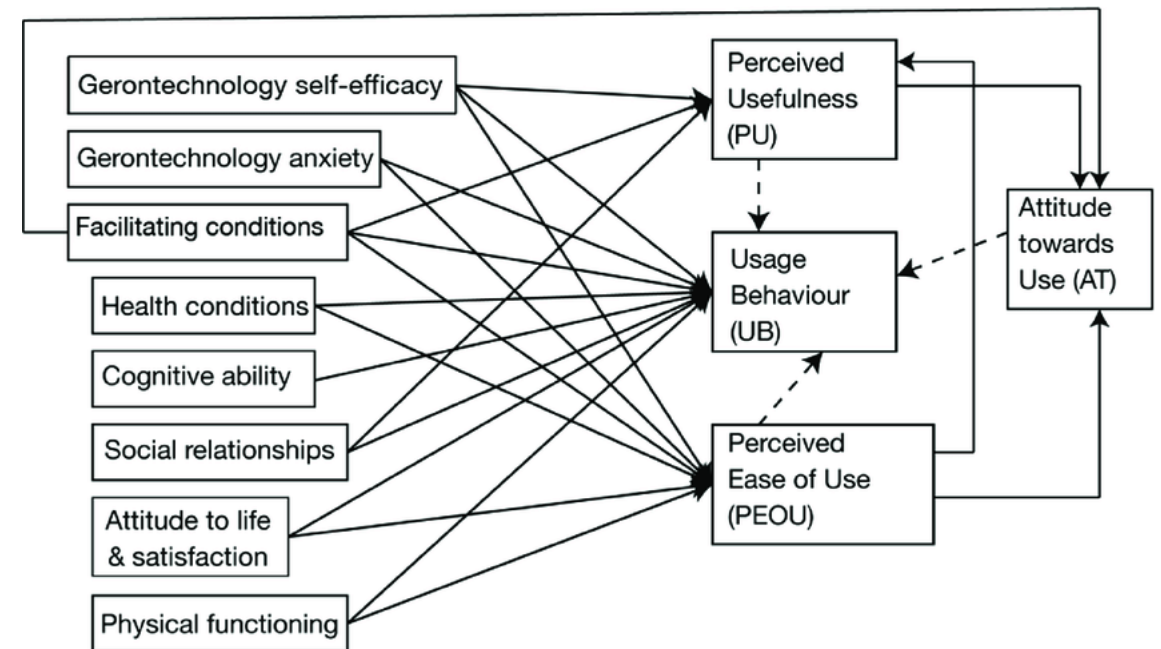 Gerontechnology self-efficacy
Gerontechnology anxiety
Facilitating conditions
Health conditions
Cognitive ability
Social relationships
Attitude to life
& satisfaction
Physical functioning
Perceived
Usefulness
(PU)
Usage
Behaviour
(UB)
Perceived
Ease of Use
(PEOU)
Attitude
towards
Use (AT)